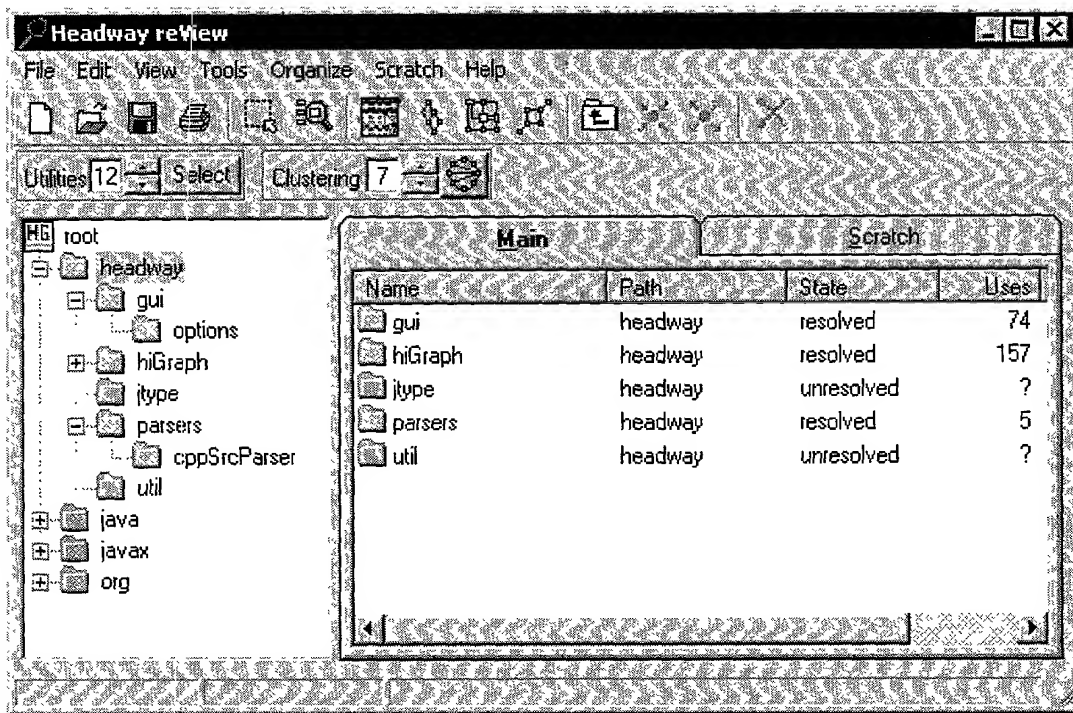 Headway reView
File Edit View Tools Organize Scratch Help
Utilities 12 Select Clustering 7
HG root
headway
gui
options
hiGraph
jtype
parsers
cppSrcParser
util
java
javax
org
Main Scratch
Name Path State Uses
gui headway resolved 74
hiGraph headway resolved 157
jtype headway unresolved ?
parsers headway resolved 5
util headway unresolved ?